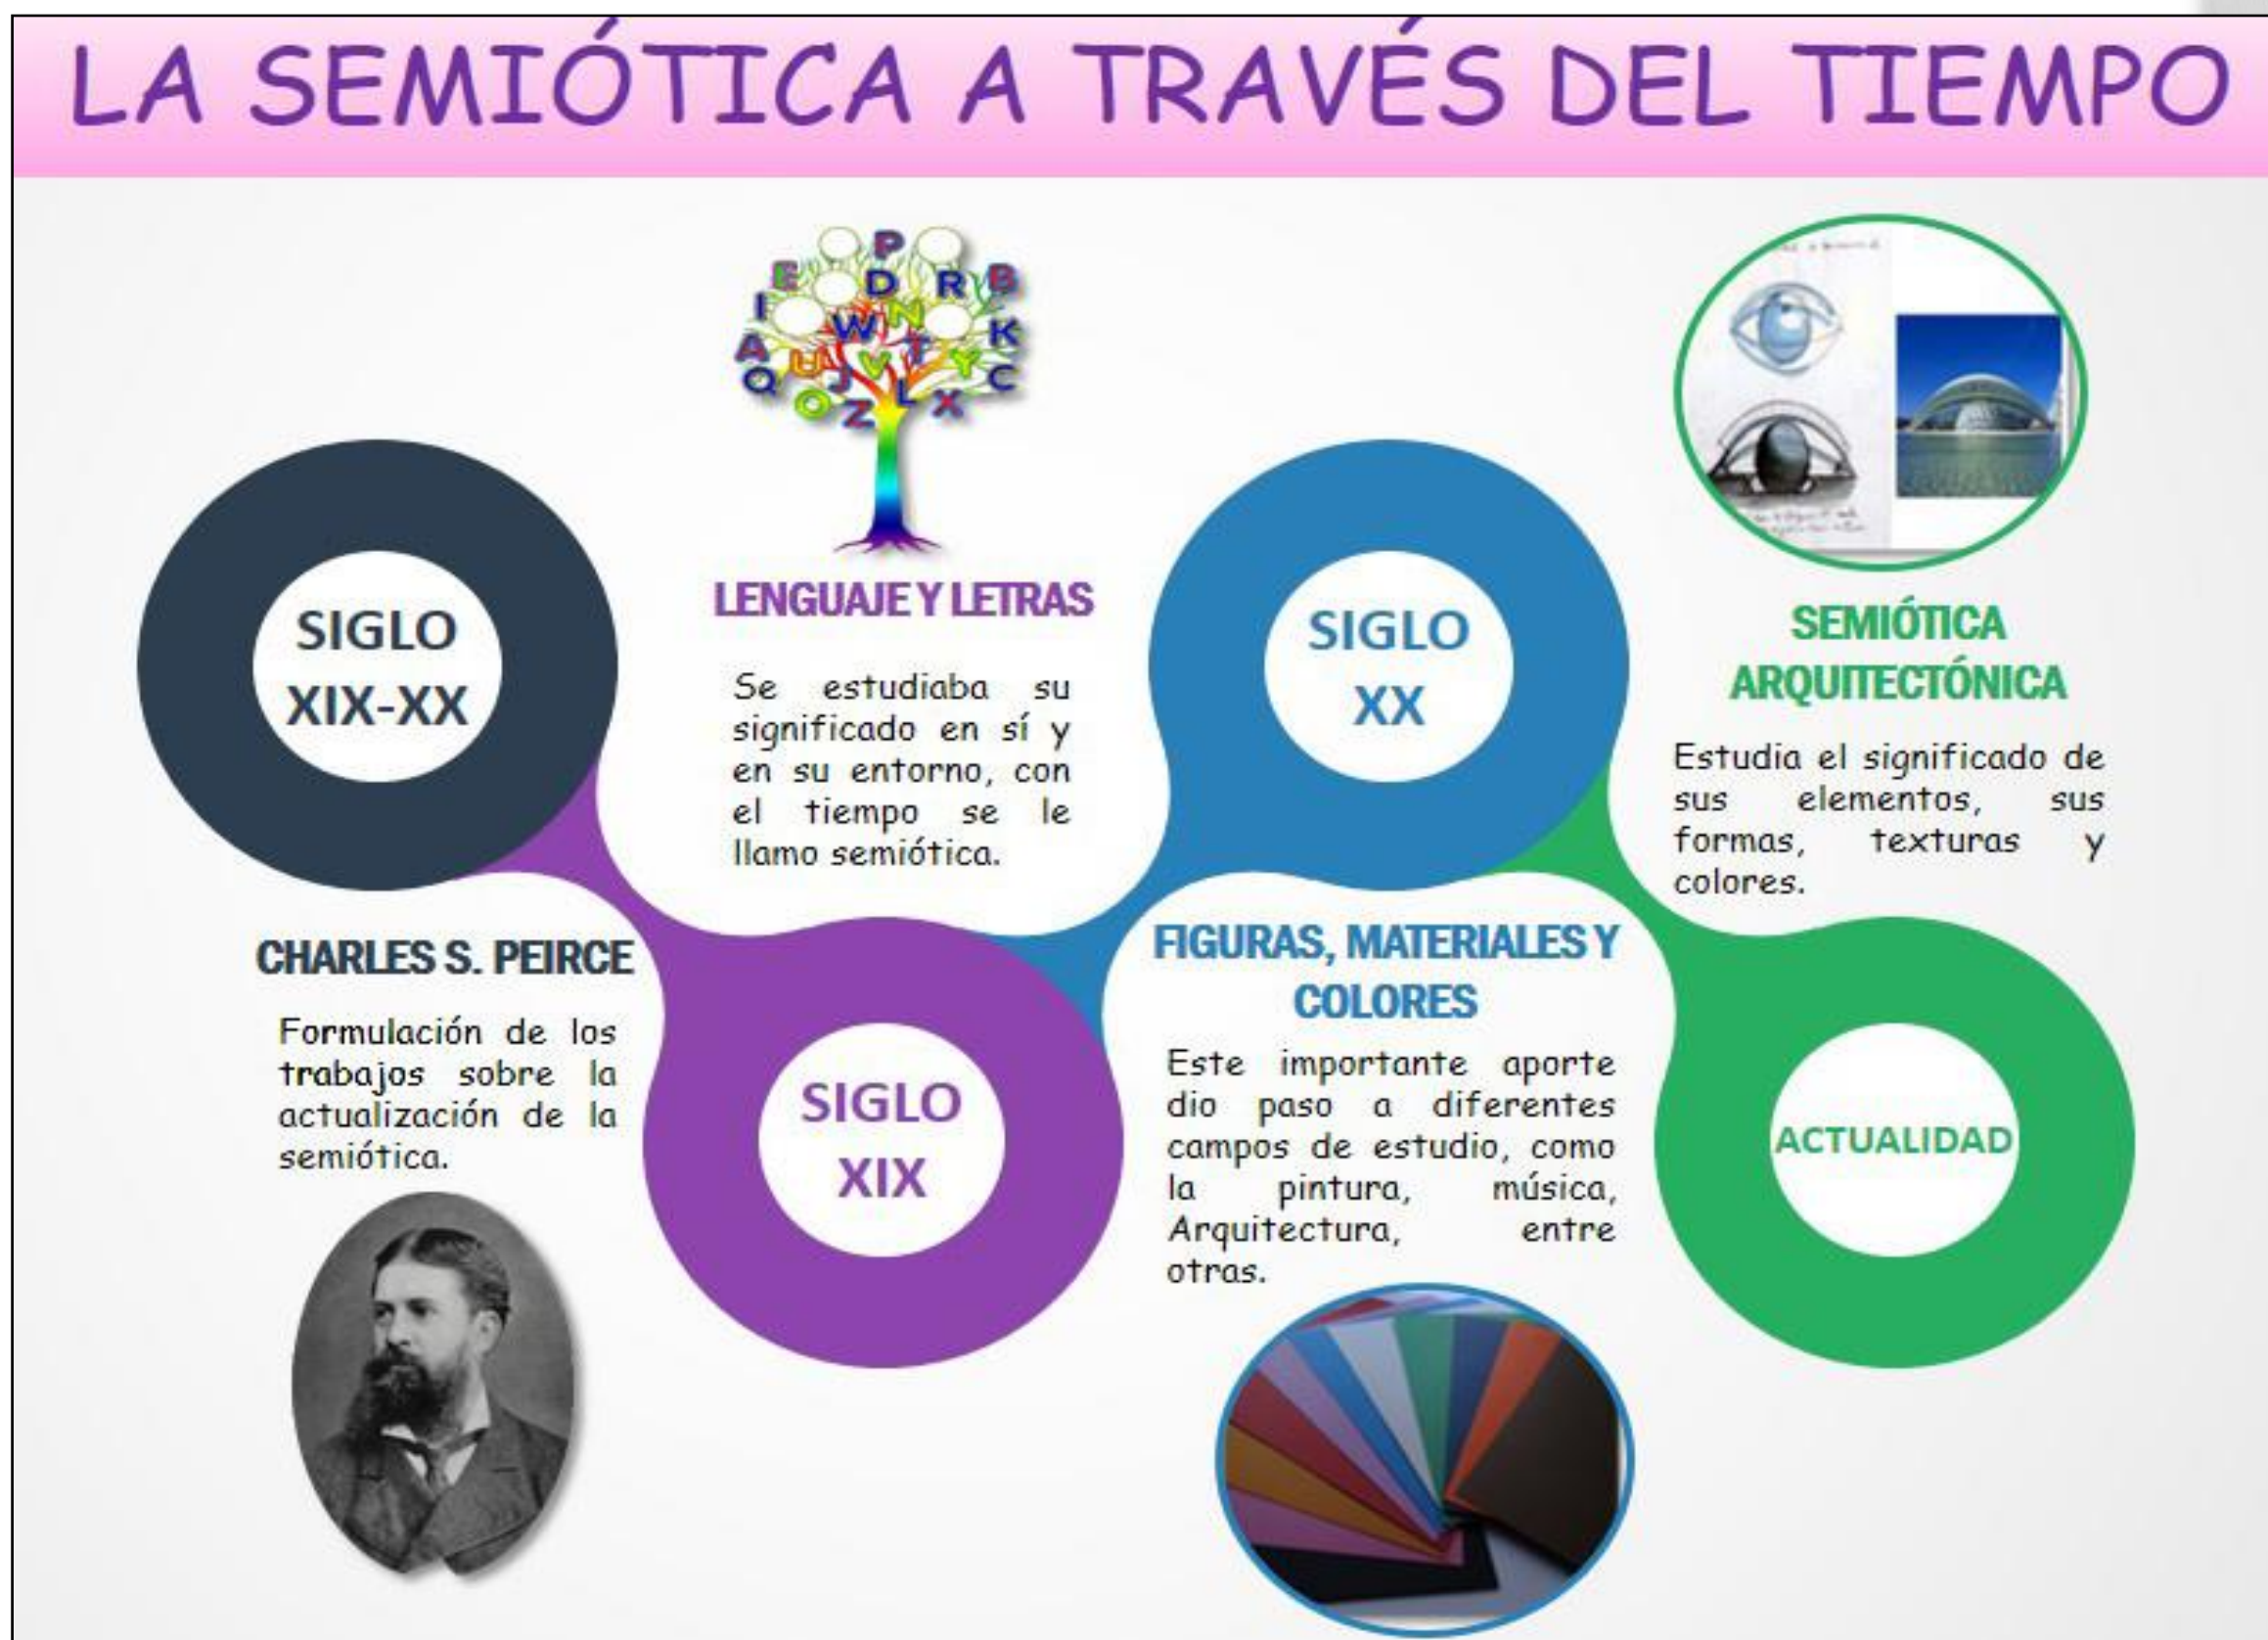 LA SEMIÓTICA A TRAVÉS DEL TIEMPO
SIGLO
XIX-XX
CHARLES S. PEIRCE
Formulación de los
trabajos sobre la
actualización de la
semiótica.
P
E
D
R
B
I
W
N
K
A
U
J
V
T
Y
C
Q
O
Z
L
X
LENGUAJE Y LETRAS
Se estudiaba su
significado en sí y
en su entorno, con
el tiempo se le
llamo semiótica.
SIGLO
XIX
SIGLO
XX
FIGURAS, MATERIALES Y
COLORES
Este importante aporte
dio paso a diferentes
campos de estudio, como
la pintura, música,
Arquitectura, entre
otras.
SEMIÓTICA
ARQUITECTÓNICA
Estudia el significado de
sus elementos, sus
formas, texturas y
colores.
ACTUALIDAD